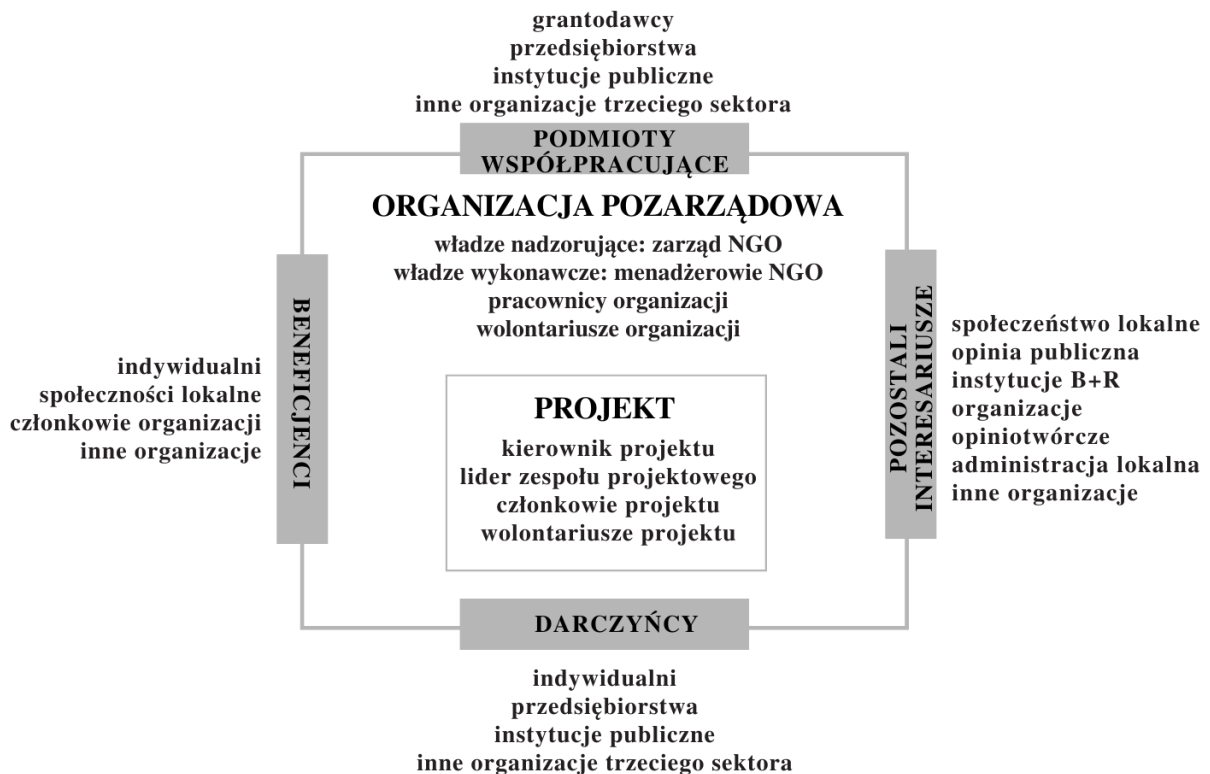 grantodawcy
przedsiębiorstwa
instytucje publiczne
inne organizacje trzeciego sektora
PODMIOTY
WSPÓŁPRACUJĄCE
ORGANIZACJA POZARZĄDOWA
władze nadzorujące: zarząd NGO
władze wykonawcze: menadżerowie NGO
pracownicy organizacji
wolontariusze organizacji
indywidualni
społeczności lokalne
członkowie organizacji
inne organizacje
BENEFICJENCI
PROJEKT
kierownik projektu
lider zespołu projektowego
członkowie projektu
wolontariusze projektu
POZOSTALI
INTERESARIUSZE
społeczeństwo lokalne
opinia publiczna
instytucje B+R
organizacje
opiniotwórcze
administracja lokalna
inne organizacje
DARCZYŃCY
indywidualni
przedsiębiorstwa
instytucje publiczne
inne organizacje trzeciego sektora